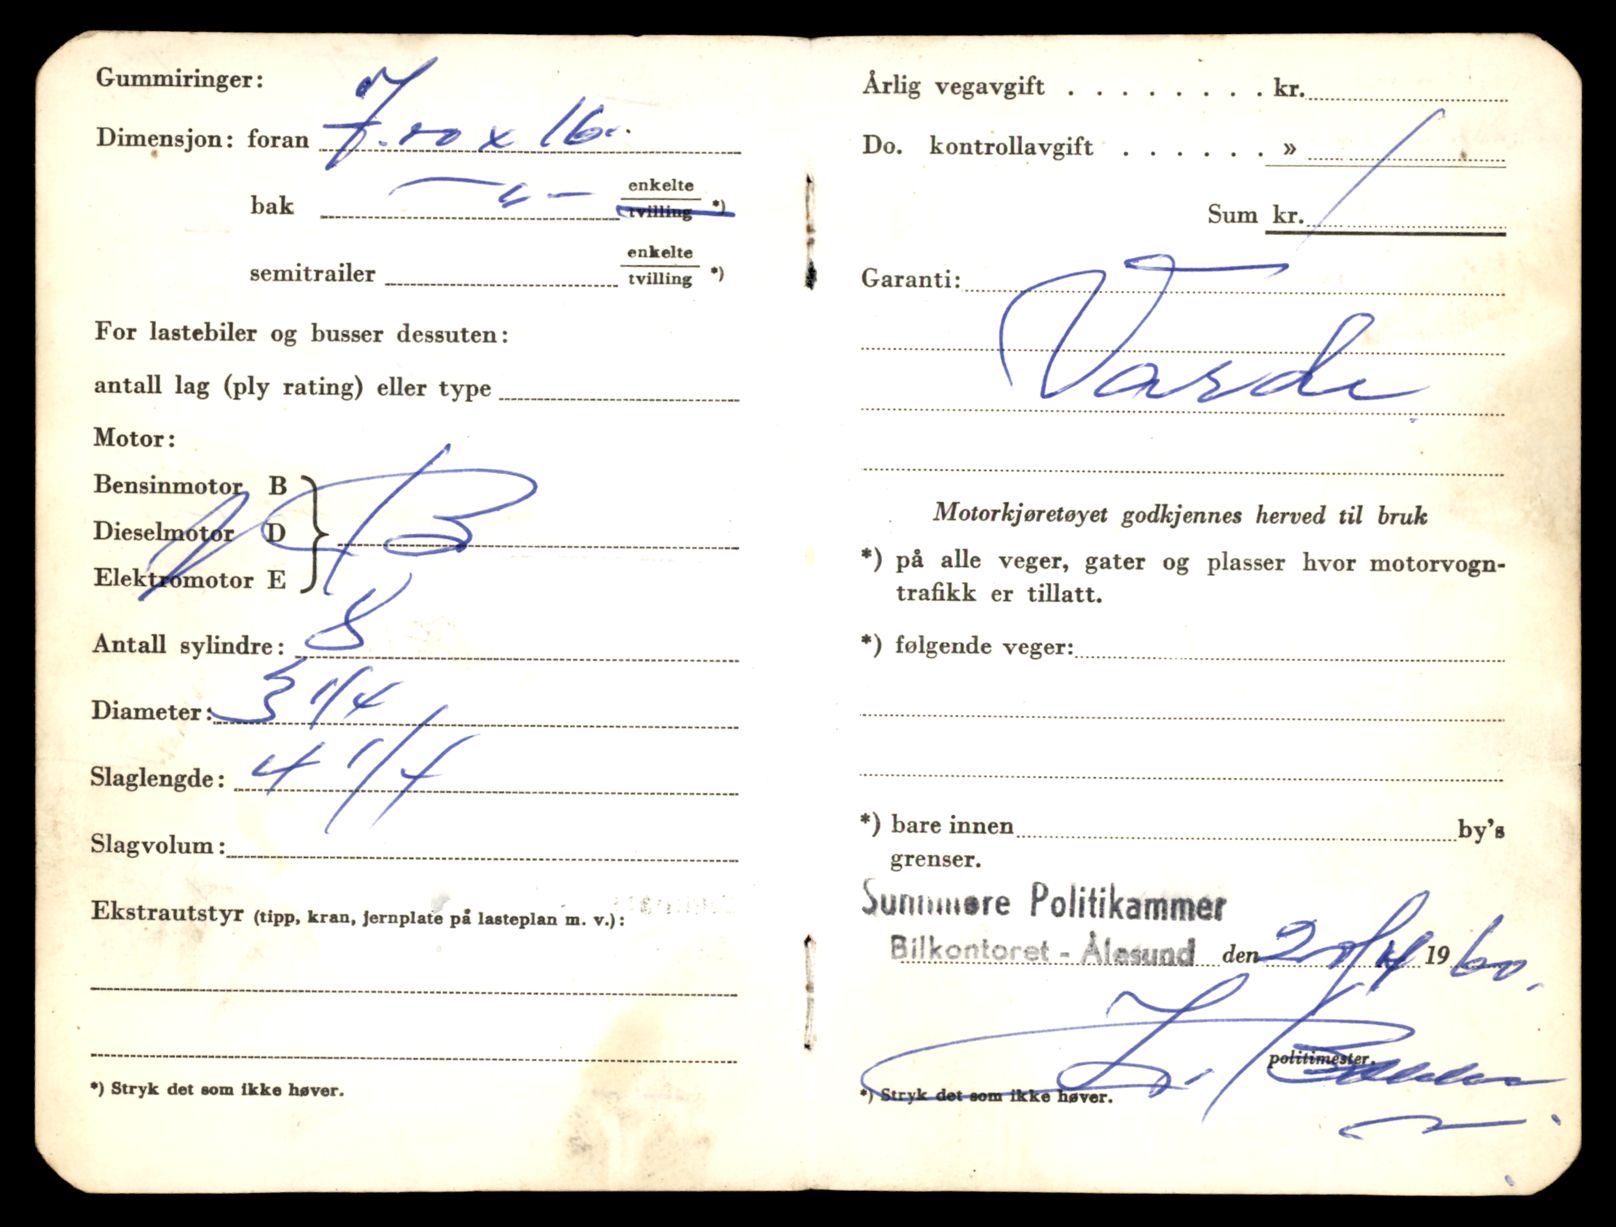 Gummiringer:
Dimensjon: foran 7.00 x 16.
bak — " — enkelte
tvilling *)
semitrailer enkelte
tvilling *)
For lastebiler og busser dessuten:
antall lag (ply rating) eller type
Motor:
Bensinmotor B
Dieselmotor D B
Elektromotor E
Antall sylindre: 8
Diameter: 3 1/4
Slaglengde: 4 1/4
Slagvolum:
Ekstrautstyr (tipp, kran, jernplate på lasteplan m. v.):
*) Stryk det som ikke høver.
Årlig vegavgift . . . . . . . . kr.
Do. kontrollavgift . . . . . . »
Sum kr.
Garanti:
Varde
Motorkjøretøyet godkjennes herved til bruk
*) på alle veger, gater og plasser hvor motorvogn-
trafikk er tillatt.
*) følgende veger:
*) bare innen by's
grenser.
Sunnmøre Politikammer
Bilkontoret - Ålesund den 19 60.
politimester.
*) Stryk det som ikke høver.